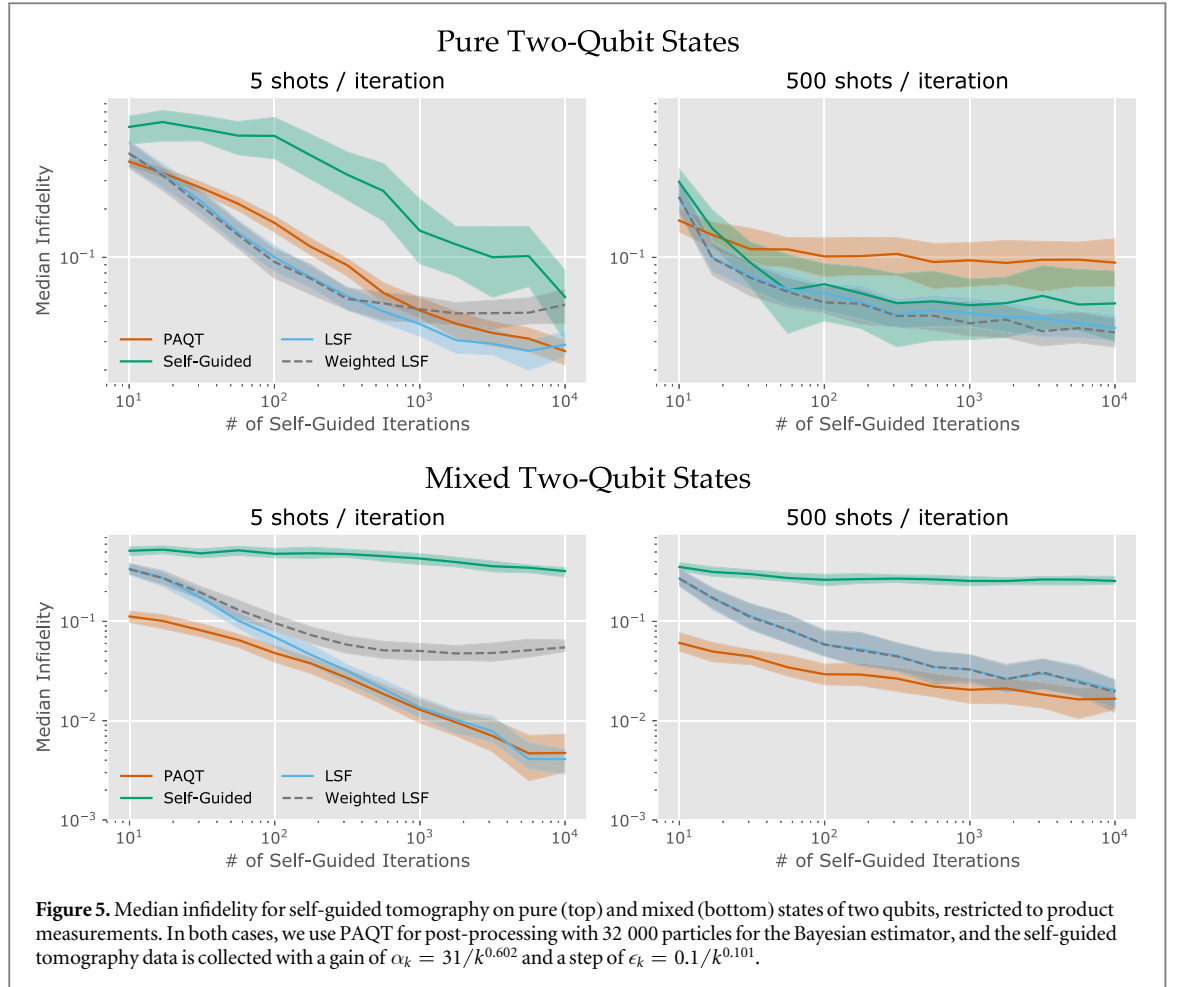 Pure Two-Qubit States
5 shots / iteration
500 shots / iteration
Median Infidelity
10⁻¹
10⁻¹
PAQT
LSF
Self-Guided
Weighted LSF
10¹
10²
10³
10⁴
10¹
10²
10³
10⁴
# of Self-Guided Iterations
# of Self-Guided Iterations
Mixed Two-Qubit States
5 shots / iteration
500 shots / iteration
Median Infidelity
10⁻¹
10⁻²
10⁻³
10⁻¹
10⁻²
10⁻³
PAQT
LSF
Self-Guided
Weighted LSF
10¹
10²
10³
10⁴
10¹
10²
10³
10⁴
# of Self-Guided Iterations
# of Self-Guided Iterations
Figure 5. Median infidelity for self-guided tomography on pure (top) and mixed (bottom) states of two qubits, restricted to product
measurements. In both cases, we use PAQT for post-processing with 32 000 particles for the Bayesian estimator, and the self-guided
tomography data is collected with a gain of αₖ = 31/k^0.602 and a step of ϵₖ = 0.1/k^0.101.